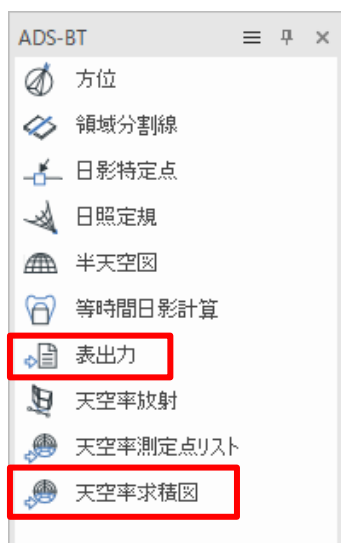 ADS-BT
方位
領域分割線
日影特定点
日照定規
半天空図
等時間日影計算
表出力
天空率放射
天空率測定点リスト
天空率求積図